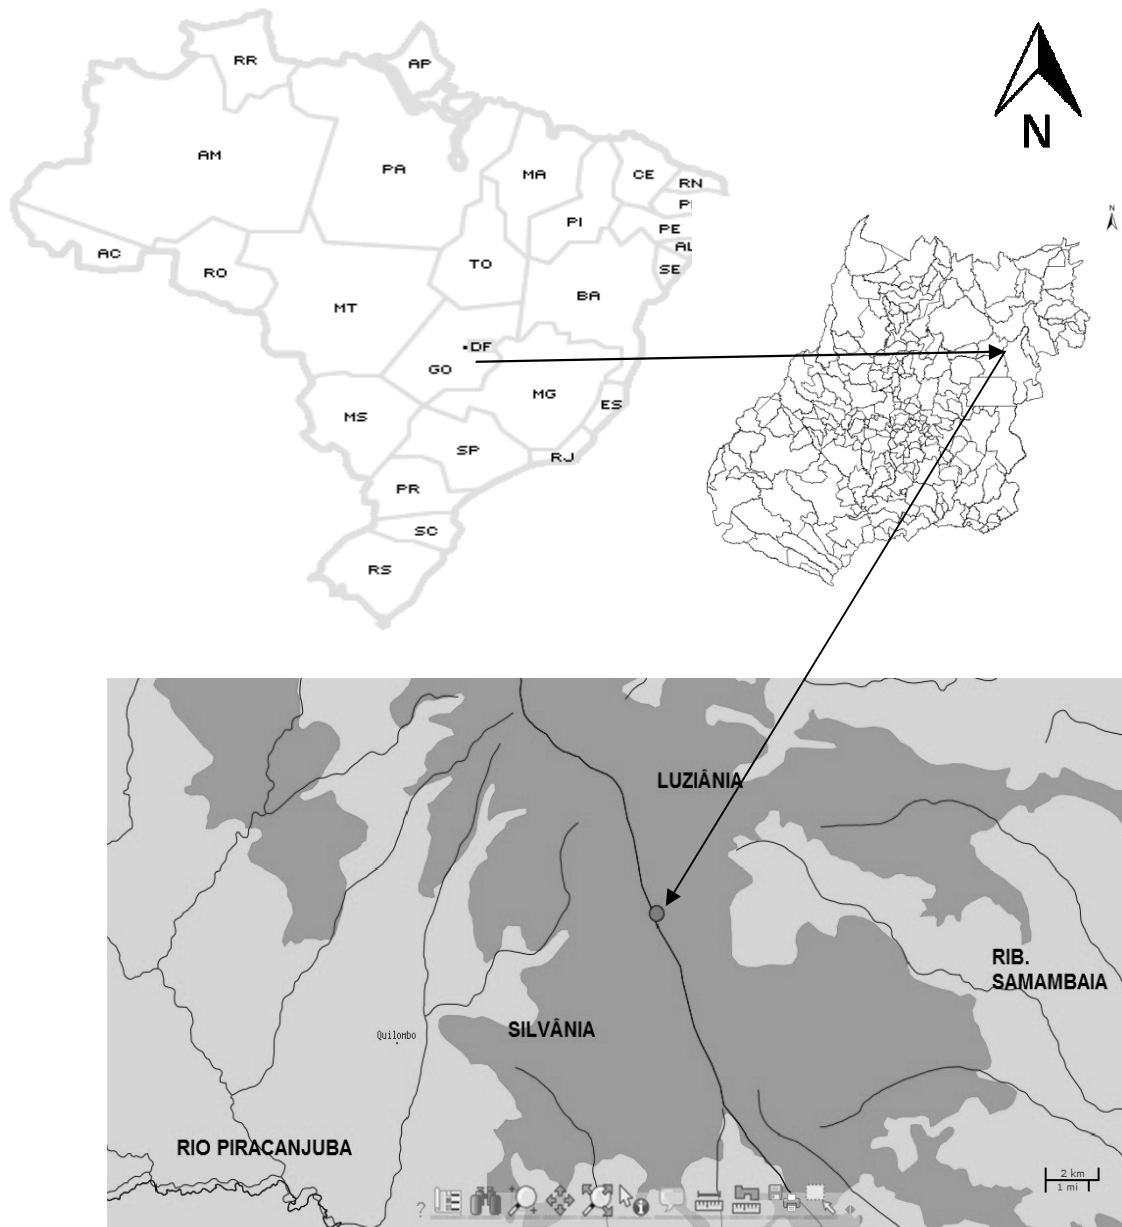 RR
AP
AM
PA
MA
CE
RN
PI
PE
AL
SE
AC
RO
TO
BA
MT
DF
GO
MG
MS
ES
SP
RJ
PR
SC
RS
N
N
LUZIÂNIA
RIB.
SAMAMBAIA
SILVÂNIA
Quilombo
RIO PIRACANJUBA
2 km
1 mi
?